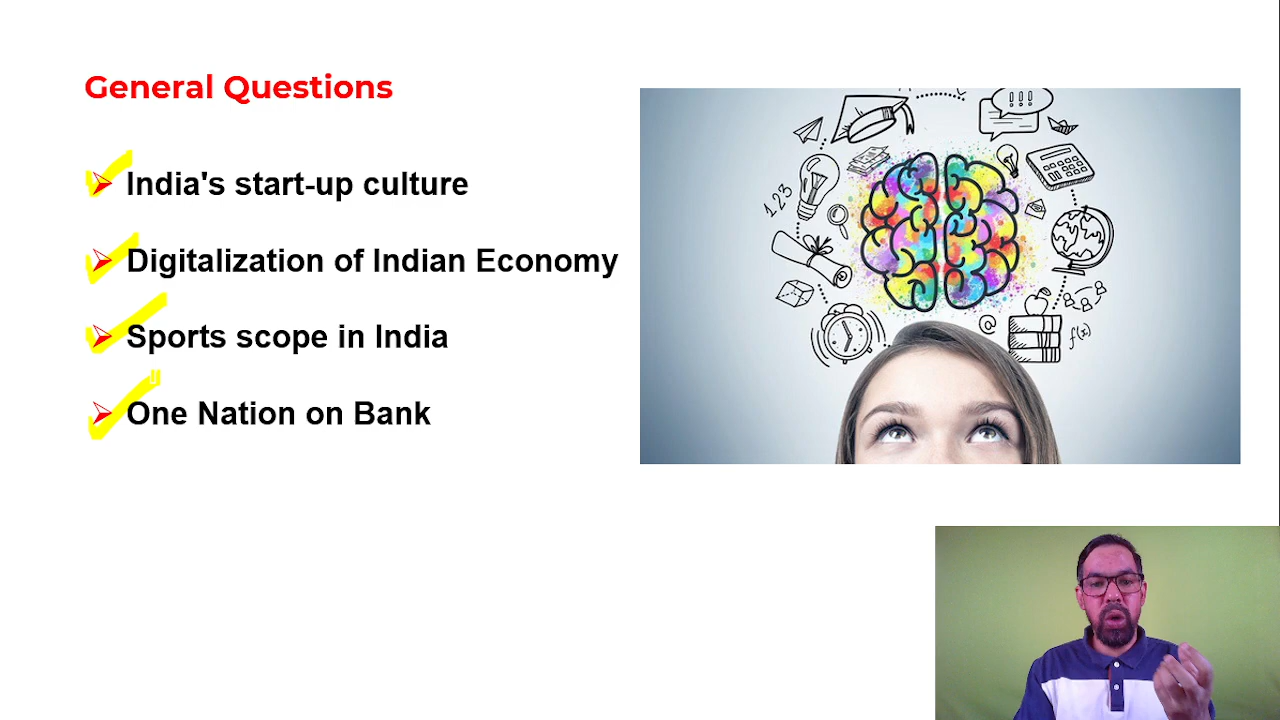 General Questions
India's start-up culture
Digitalization of Indian Economy
Sports scope in India
One Nation on Bank
!!!
123
@
f(x)